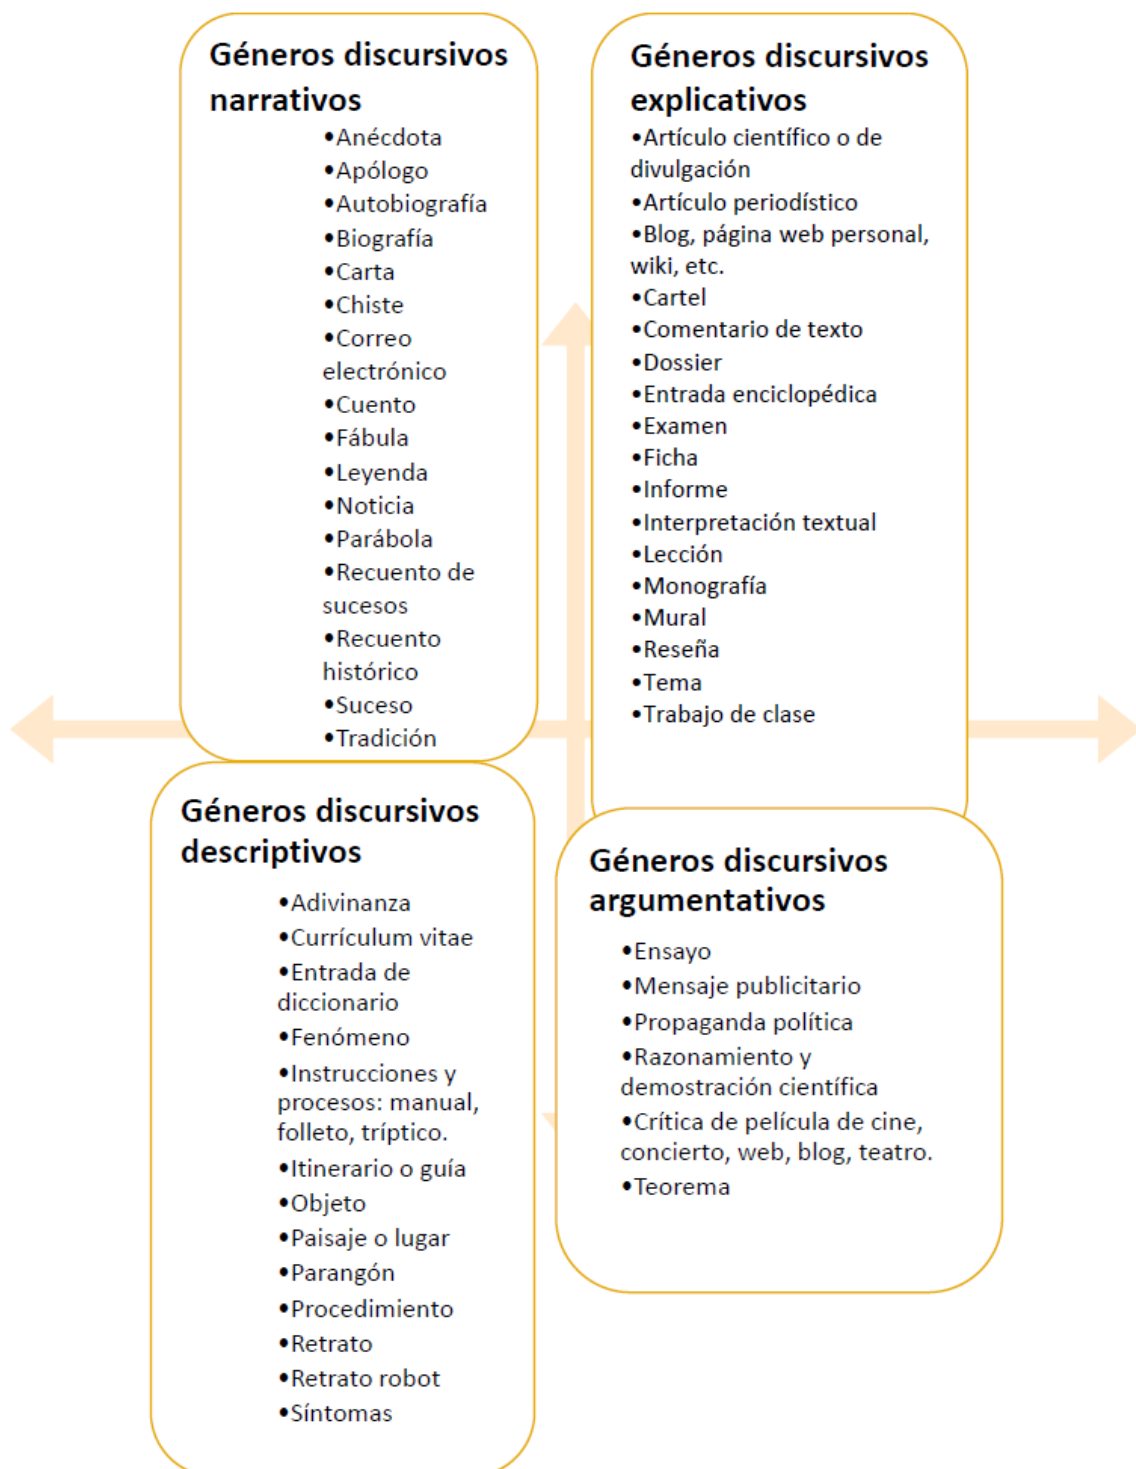 Géneros discursivos
narrativos
•Anécdota
•Apólogo
•Autobiografía
•Biografía
•Carta
•Chiste
•Correo
electrónico
•Cuento
•Fábula
•Leyenda
•Noticia
•Parábola
•Recuento de
sucesos
•Recuento
histórico
•Suceso
•Tradición
Géneros discursivos
explicativos
•Artículo científico o de
divulgación
•Artículo periodístico
•Blog, página web personal,
wiki, etc.
•Cartel
•Comentario de texto
•Dossier
•Entrada enciclopédica
•Examen
•Ficha
•Informe
•Interpretación textual
•Lección
•Monografía
•Mural
•Reseña
•Tema
•Trabajo de clase
Géneros discursivos
descriptivos
•Adivinanza
•Currículum vitae
•Entrada de
diccionario
•Fenómeno
•Instrucciones y
procesos: manual,
folleto, tríptico.
•Itinerario o guía
•Objeto
•Paisaje o lugar
•Parangón
•Procedimiento
•Retrato
•Retrato robot
•Síntomas
Géneros discursivos
argumentativos
•Ensayo
•Mensaje publicitario
•Propaganda política
•Razonamiento y
demostración científica
•Crítica de película de cine,
concierto, web, blog, teatro.
•Teorema